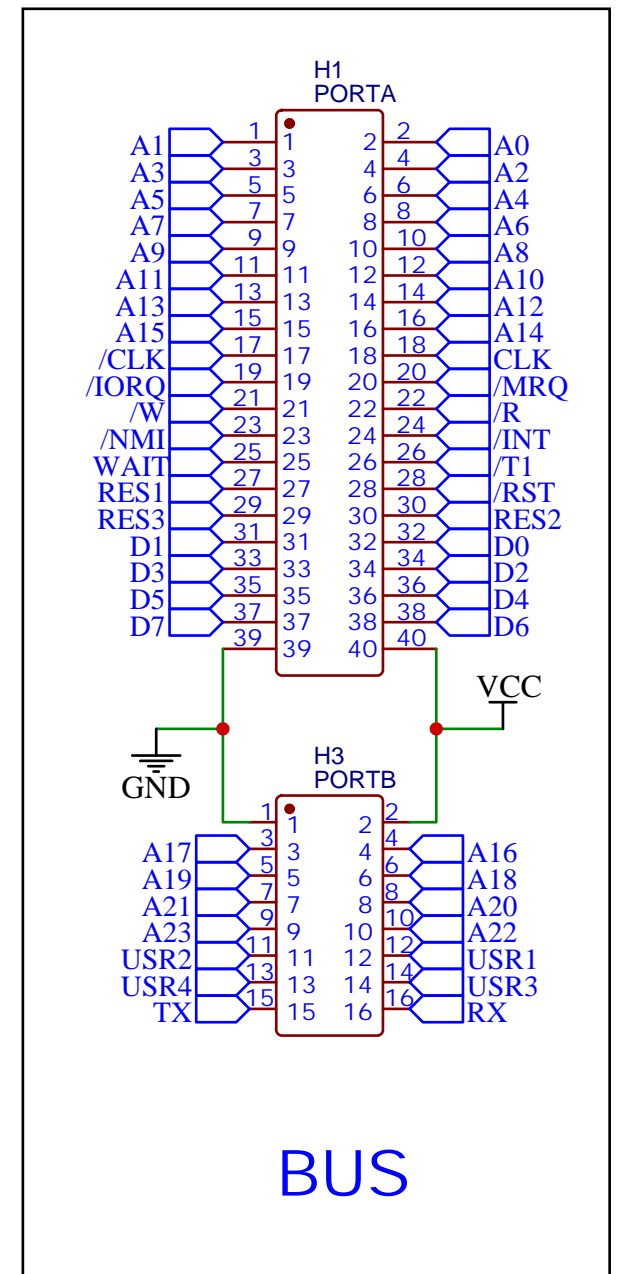 H1
PORTA
A1 1 1 2 2 A0
A3 3 3 4 4 A2
A5 5 5 6 6 A4
A7 7 7 8 8 A6
A9 9 9 10 10 A8
A11 11 11 12 12 A10
A13 13 13 14 14 A12
A15 15 15 16 16 A14
/CLK 17 17 18 18 CLK
/IORQ 19 19 20 20 /MRQ
/W 21 21 22 22 /R
/NMI 23 23 24 24 /INT
WAIT 25 25 26 26 /T1
RES1 27 27 28 28 /RST
RES3 29 29 30 30 RES2
D1 31 31 32 32 D0
D3 33 33 34 34 D2
D5 35 35 36 36 D4
D7 37 37 38 38 D6
39 39 40 40
VCC
GND
H3
PORTB
1 1 2 2
A17 3 3 4 4 A16
A19 5 5 6 6 A18
A21 7 7 8 8 A20
A23 9 9 10 10 A22
USR2 11 11 12 12 USR1
USR4 13 13 14 14 USR3
TX 15 15 16 16 RX
BUS